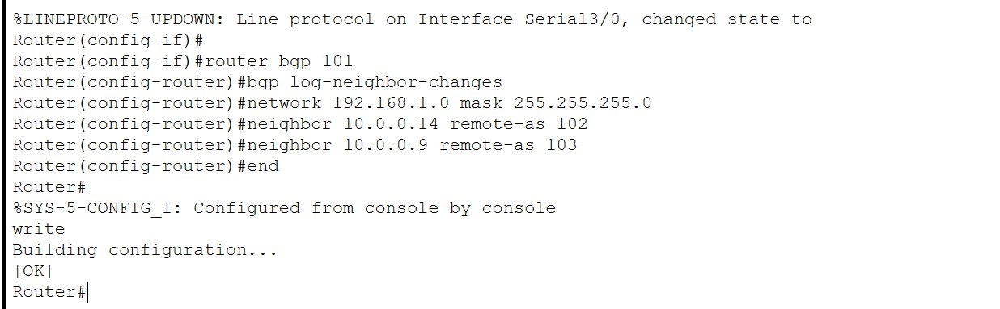 %LINEPROTO-5-UPDOWN: Line protocol on Interface Serial3/0, changed state to
Router(config-if)#
Router(config-if)#router bgp 101
Router(config-router)#bgp log-neighbor-changes
Router(config-router)#network 192.168.1.0 mask 255.255.255.0
Router(config-router)#neighbor 10.0.0.14 remote-as 102
Router(config-router)#neighbor 10.0.0.9 remote-as 103
Router(config-router)#end
Router#
%SYS-5-CONFIG_I: Configured from console by console
write
Building configuration...
[OK]
Router#